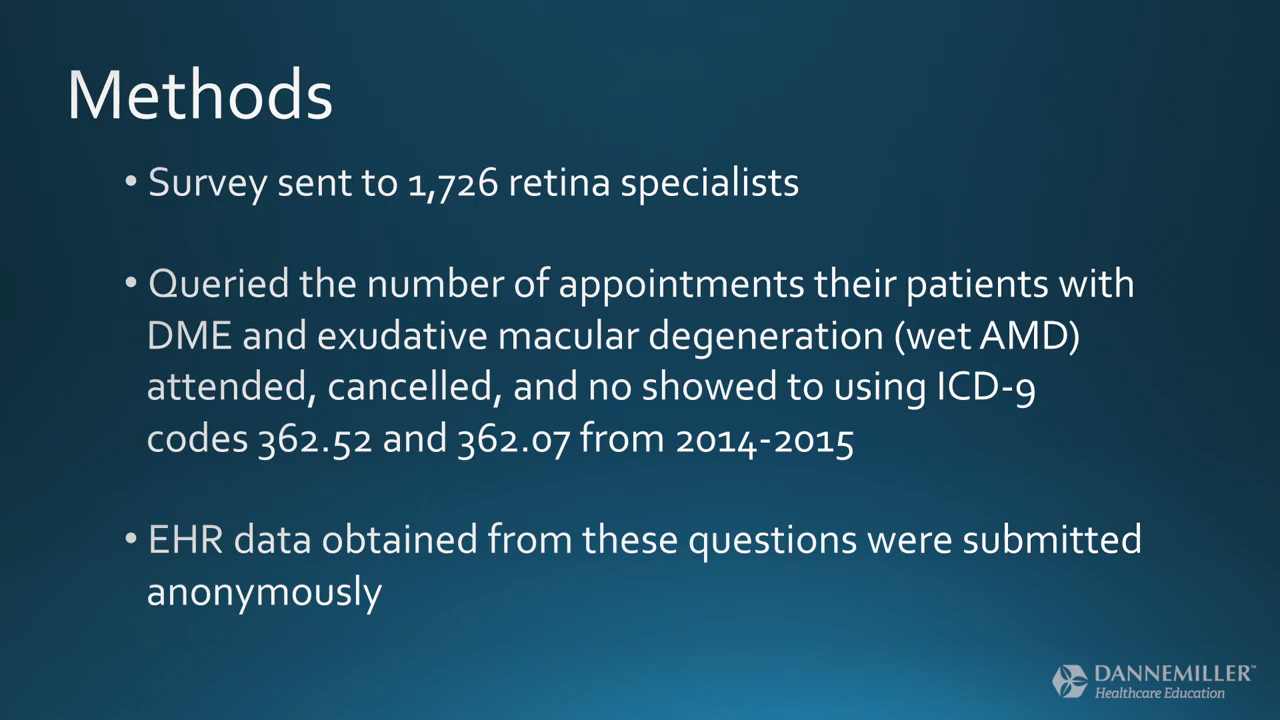 Methods
• Survey sent to 1,726 retina specialists
• Queried the number of appointments their patients with
DME and exudative macular degeneration (wet AMD)
attended, cancelled, and no showed to using ICD-9
codes 362.52 and 362.07 from 2014-2015
• EHR data obtained from these questions were submitted
anonymously
DANNEMILLER™
Healthcare Education